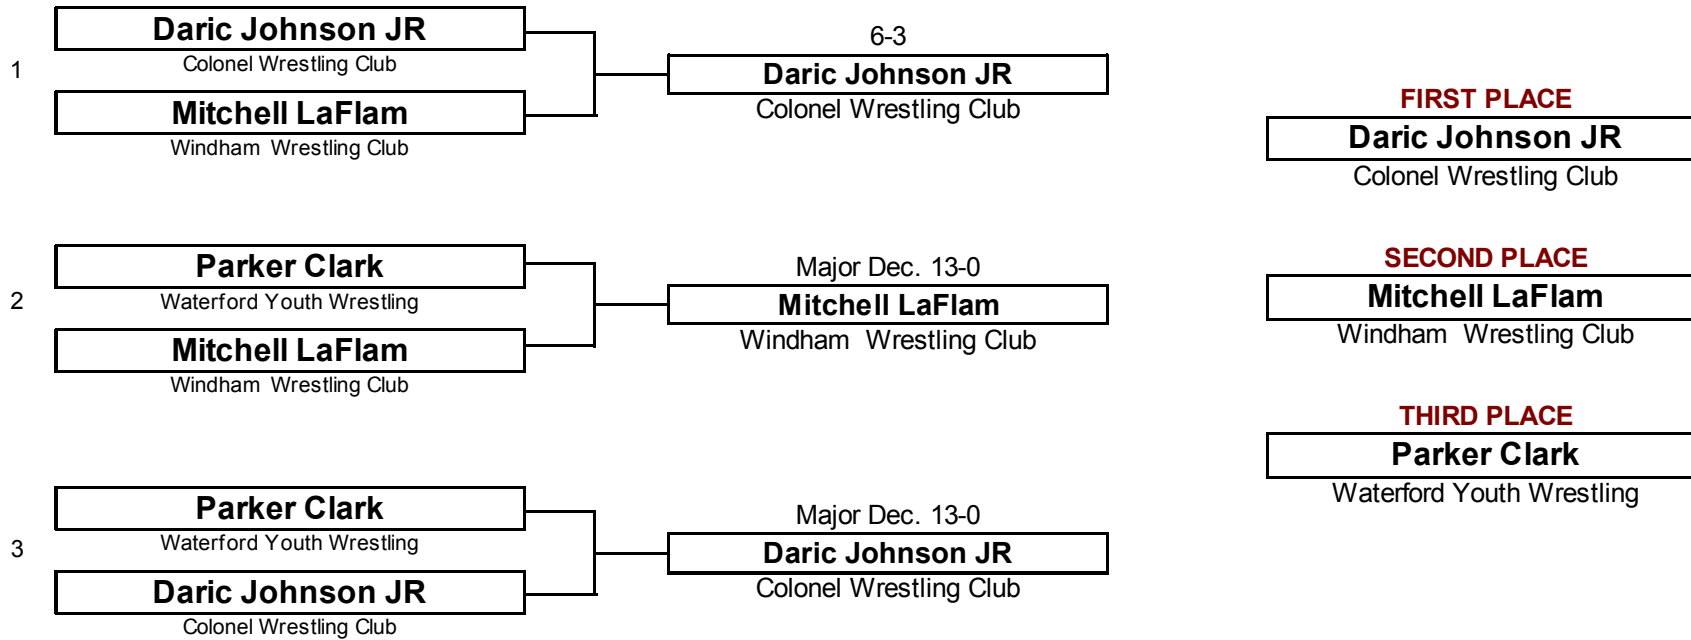 Daric Johnson JR
Colonel Wrestling Club
1
Mitchell LaFlam
Windham  Wrestling Club
6-3
Daric Johnson JR
Colonel Wrestling Club
Parker Clark
Waterford Youth Wrestling
2
Mitchell LaFlam
Windham  Wrestling Club
Major Dec. 13-0
Mitchell LaFlam
Windham  Wrestling Club
Parker Clark
Waterford Youth Wrestling
3
Daric Johnson JR
Colonel Wrestling Club
Major Dec. 13-0
Daric Johnson JR
Colonel Wrestling Club
FIRST PLACE
Daric Johnson JR
Colonel Wrestling Club
SECOND PLACE
Mitchell LaFlam
Windham  Wrestling Club
THIRD PLACE
Parker Clark
Waterford Youth Wrestling